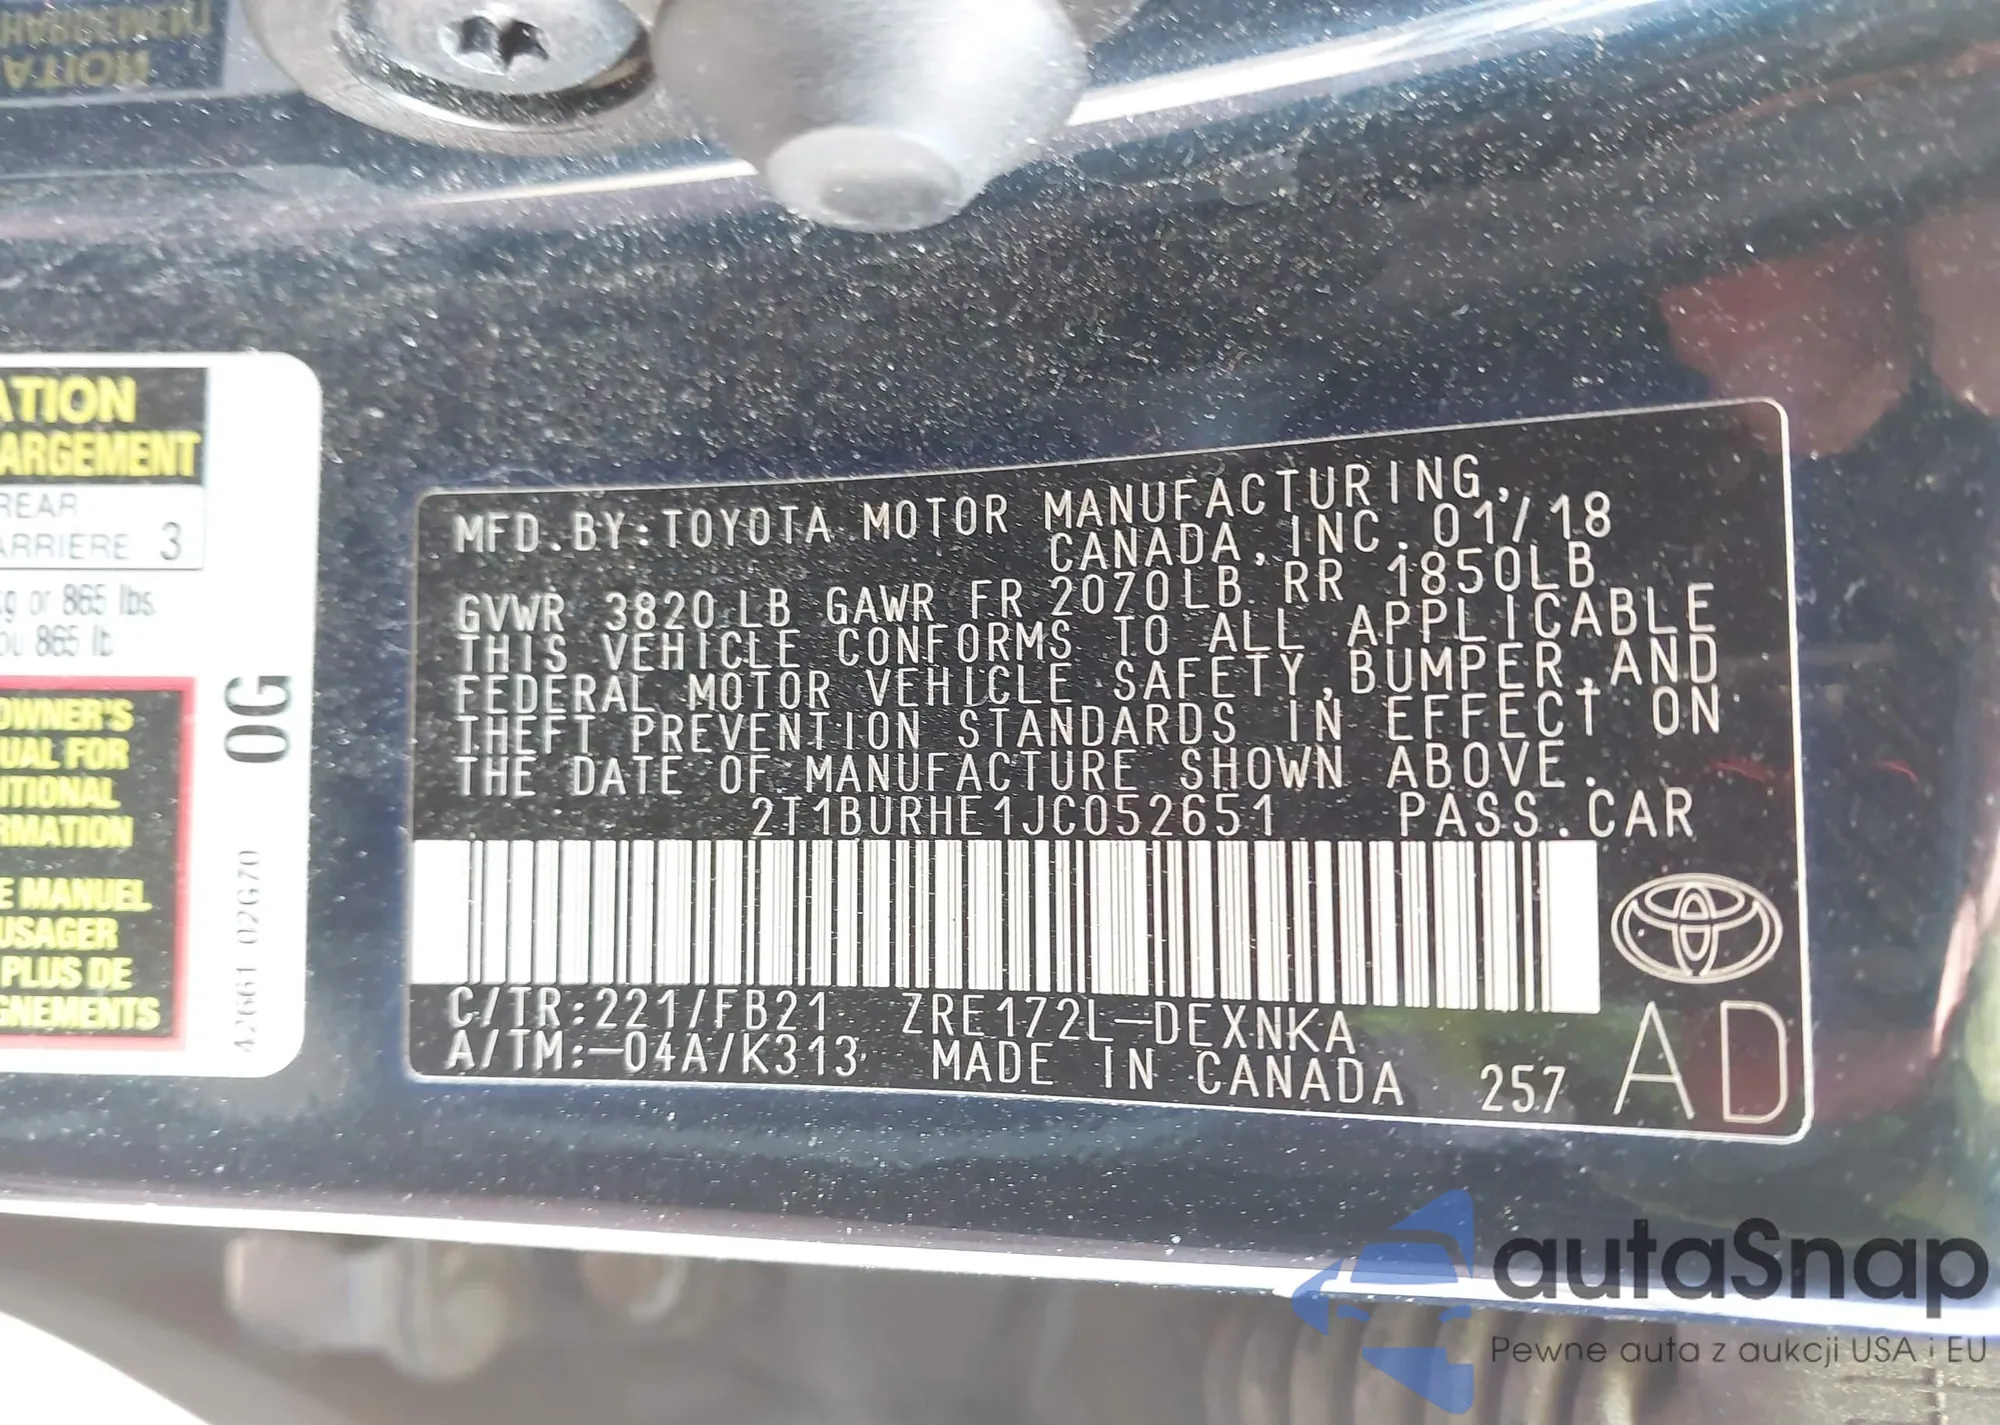 ATION
ARGEMENT
REAR
ARRIÈRE 3
kg or 865 lbs.
ou 865 lb
OWNER'S
UAL FOR
ITIONAL
RMATION
E MANUEL
USAGER
PLUS DE
GNEMENTS
0G
42661 02G70
MFD.BY:TOYOTA MOTOR MANUFACTURING,
CANADA,INC.01/18
GVWR 3820LB GAWR FR 2070LB RR 1850LB
THIS VEHICLE CONFORMS TO ALL APPLICABLE
FEDERAL MOTOR VEHICLE SAFETY,BUMPER,AND
THEFT PREVENTION STANDARDS IN EFFECT ON
THE DATE OF MANUFACTURE SHOWN ABOVE.
2T1BURHE1JC052651 PASS.CAR
C/TR:221/FB21 ZRE172L-DEXNKA
A/TM:-04A/K313 MADE IN CANADA 257
AD
autaSnap
Pewne auta z aukcji USA i EU